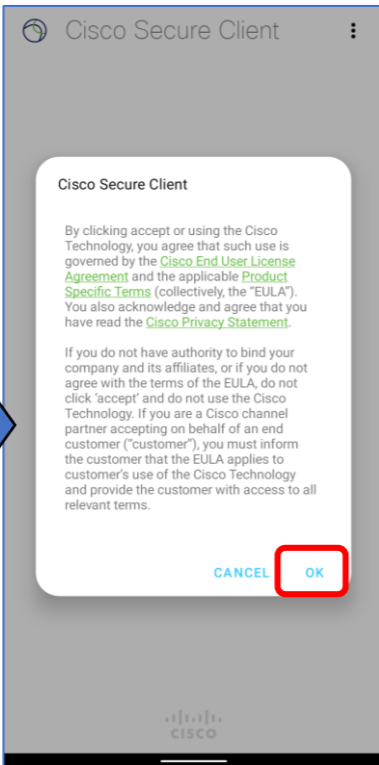 Cisco Secure Client
Cisco Secure Client
By clicking accept or using the Cisco
Technology, you agree that such use is
governed by the Cisco End User License
Agreement and the applicable Product
Specific Terms (collectively, the “EULA”).
You also acknowledge and agree that you
have read the Cisco Privacy Statement.
If you do not have authority to bind your
company and its affiliates, or if you do not
agree with the terms of the EULA, do not
click ‘accept’ and do not use the Cisco
Technology. If you are a Cisco channel
partner accepting on behalf of an end
customer (“customer”), you must inform
the customer that the EULA applies to
customer’s use of the Cisco Technology
and provide the customer with access to all
relevant terms.
CANCEL OK
CISCO